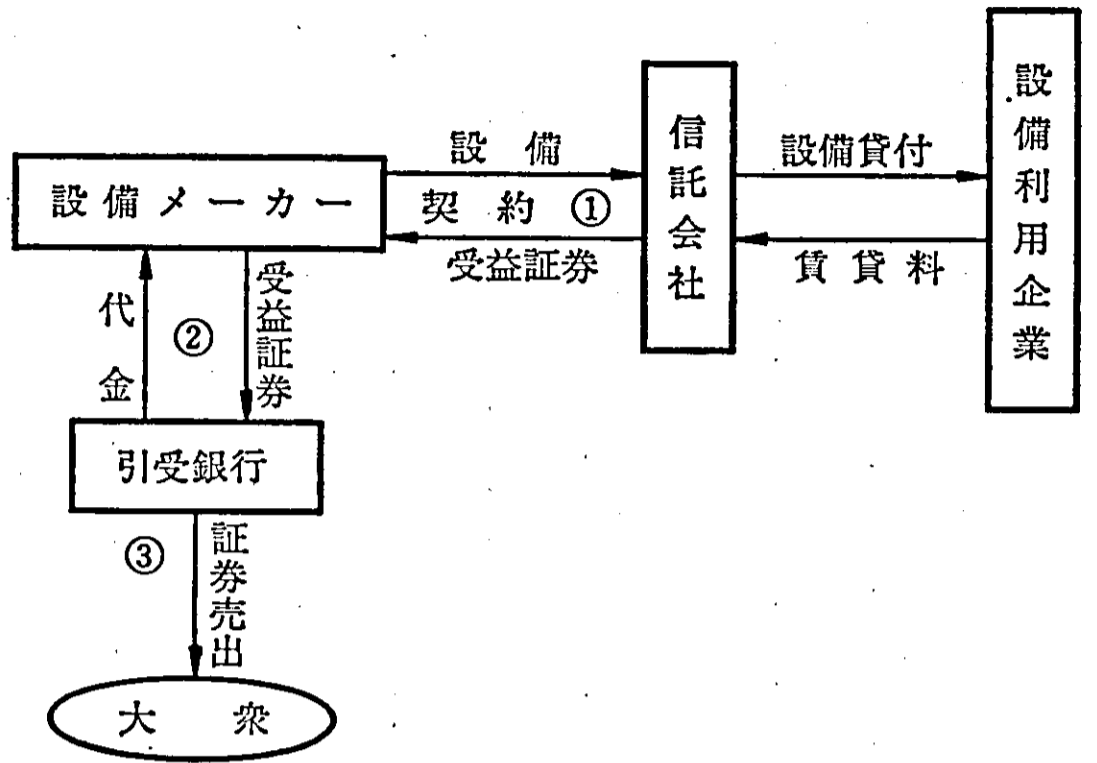 設備メーカー
設備
契約 ①
受益証券
信託会社
設備貸付
賃貸料
設備利用企業
代金
②
受益証券
引受銀行
③
証券売出
大衆